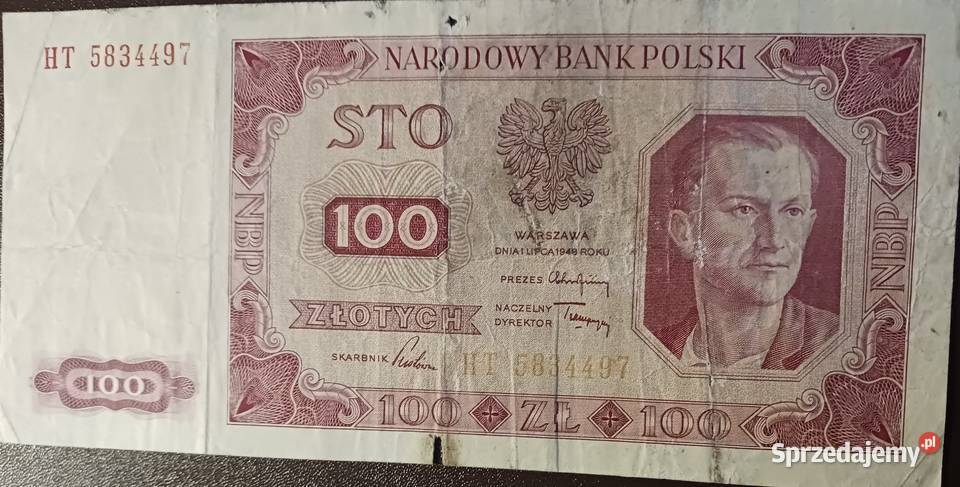 HT 5834497
NARODOWY BANK POLSKI
STO
100
WARSZAWA
DNIA 1 LIPCA 1948 ROKU
PREZES
NACZELNY
DYREKTOR
ZŁOTYCH
SKARBNIK
HT 5834497
NBP
NBP
100
100 ZŁ 100
Sprzedajemy.pl